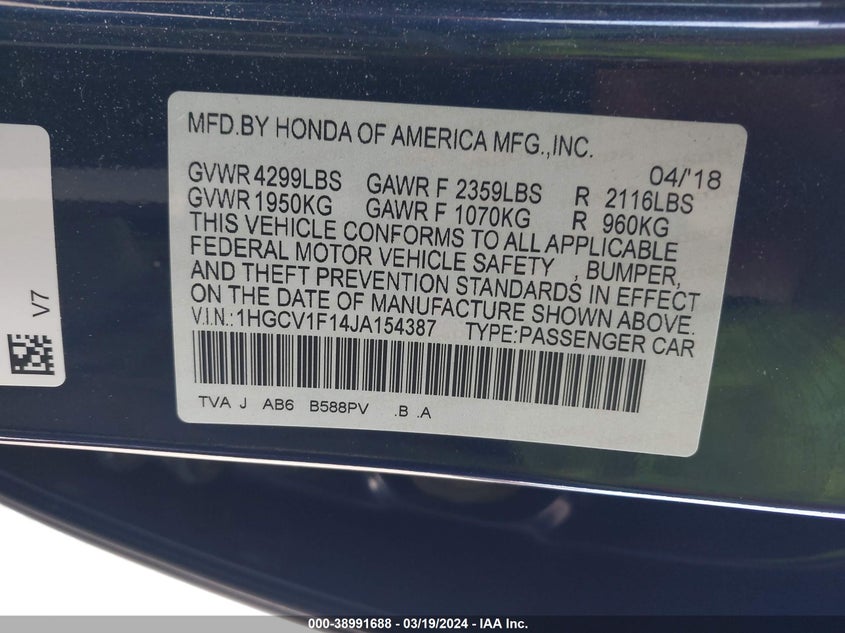 MFD.BY HONDA OF AMERICA MFG.,INC.
04/'18
GVWR 4299LBS GAWR F 2359LBS R 2116LBS
GVWR 1950KG GAWR F 1070KG R 960KG
THIS VEHICLE CONFORMS TO ALL APPLICABLE
FEDERAL MOTOR VEHICLE SAFETY , BUMPER,
AND THEFT PREVENTION STANDARDS IN EFFECT
ON THE DATE OF MANUFACTURE SHOWN ABOVE.
V.I.N.:1HGCV1F14JA154387 TYPE:PASSENGER CAR
TVA J AB6 B588PV .B .A
V7
000-38991688 - 03/19/2024 - IAA Inc.